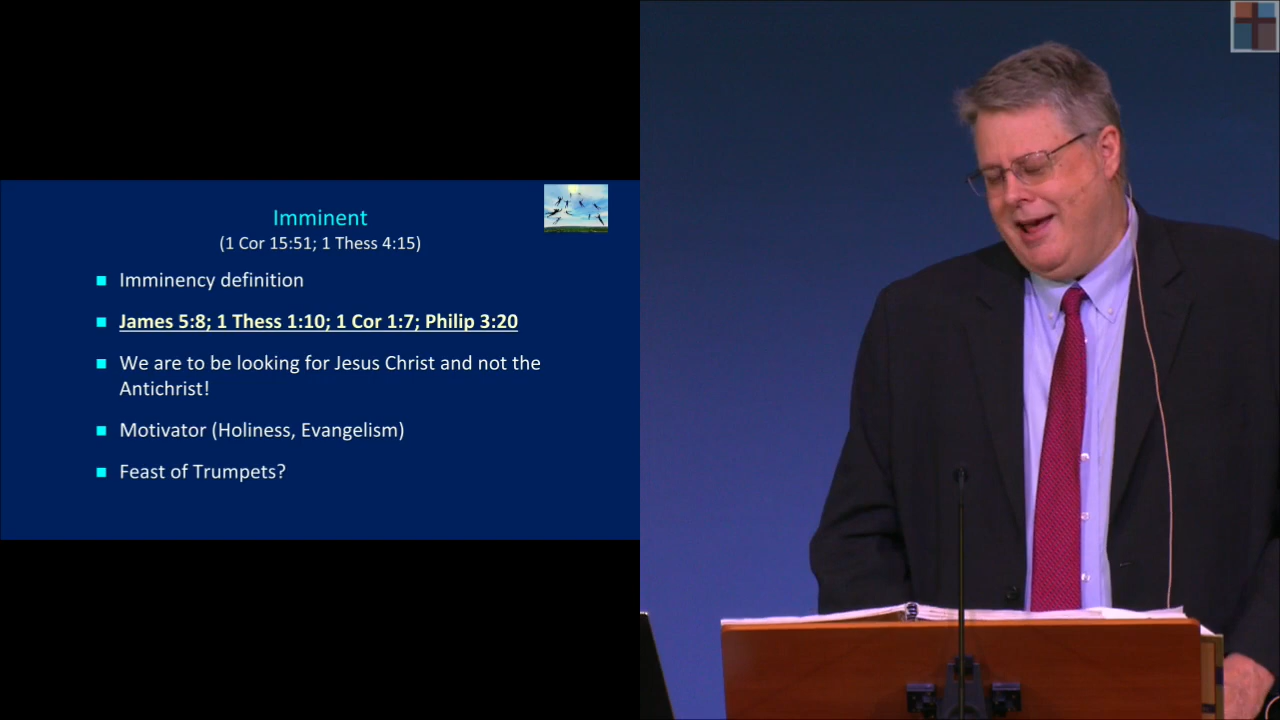 Imminent
(1 Cor 15:51; 1 Thess 4:15)
Imminency definition
James 5:8; 1 Thess 1:10; 1 Cor 1:7; Philip 3:20
We are to be looking for Jesus Christ and not the
Antichrist!
Motivator (Holiness, Evangelism)
Feast of Trumpets?